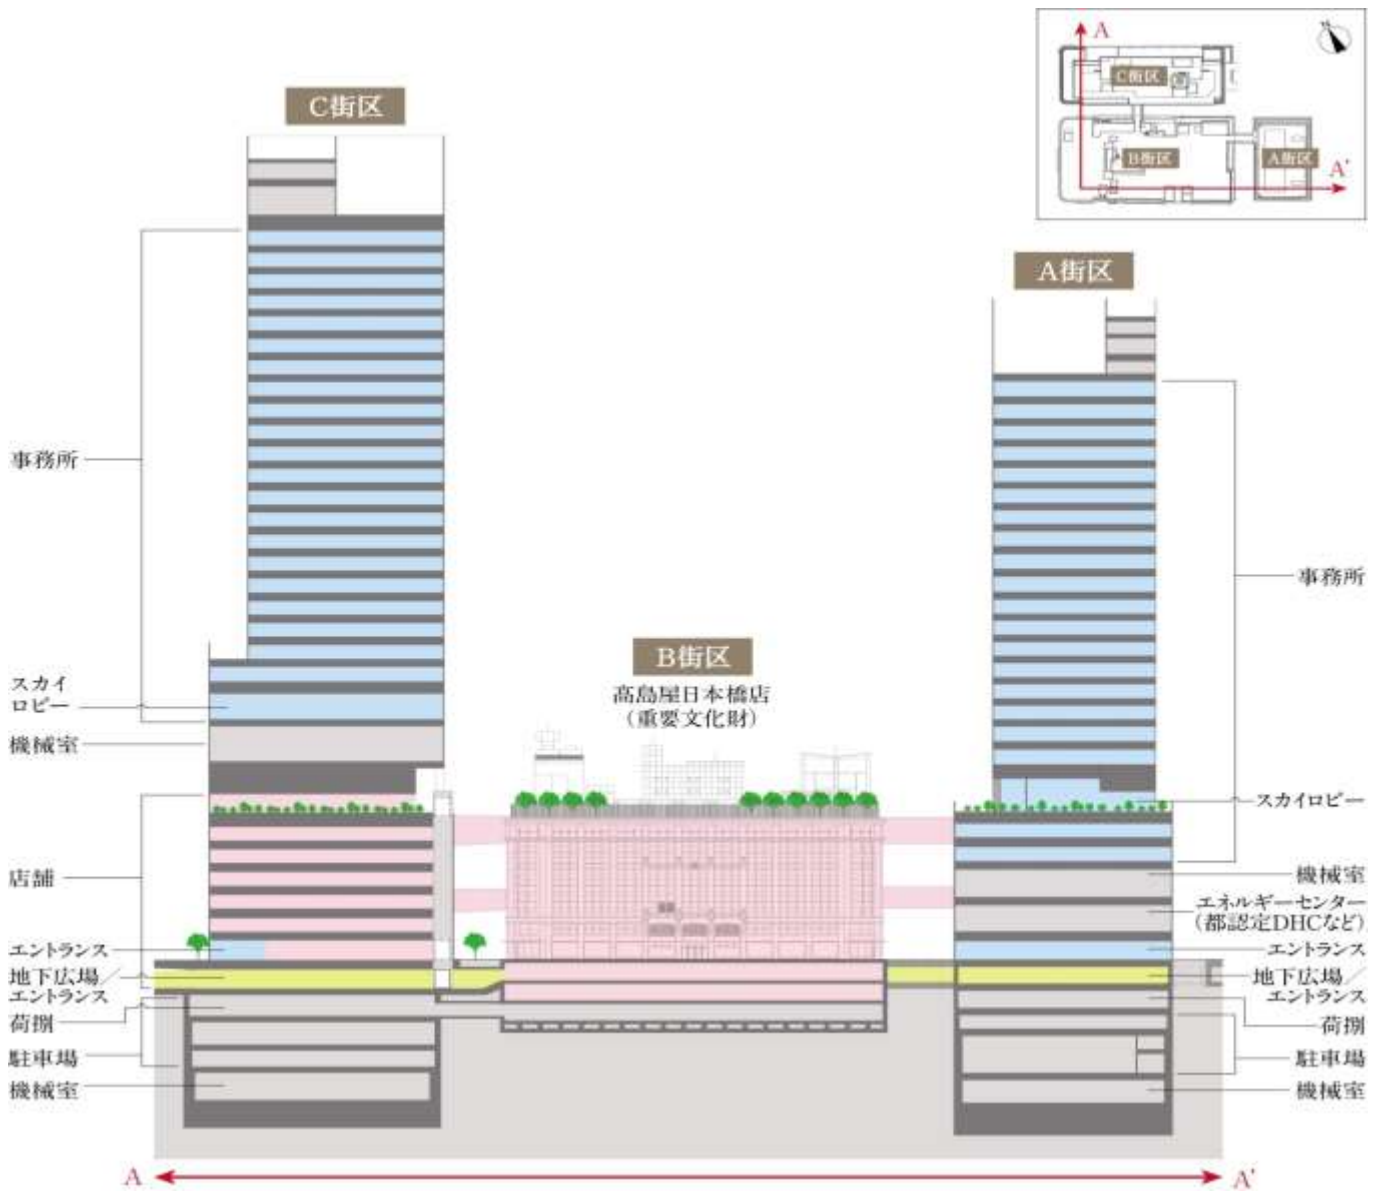 A
C街区
B街区
A街区
A'
C街区
A街区
事務所
事務所
B街区
高島屋日本橋店
（重要文化財）
スカイ
ロビー
機械室
店舗
エントランス
地下広場／
エントランス
荷捌
駐車場
機械室
スカイロビー
機械室
エネルギーセンター
（都認定DHCなど）
エントランス
地下広場／
エントランス
荷捌
駐車場
機械室
A
A'